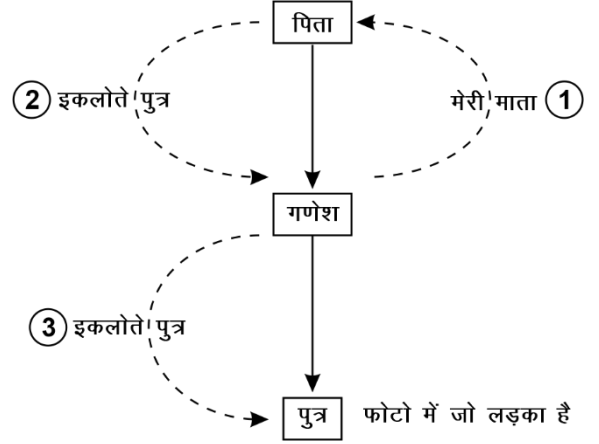 पिता
② इकलोते पुत्र
मेरी माता ①
गणेश
③ इकलोते पुत्र
पुत्र फोटो में जो लड़का है